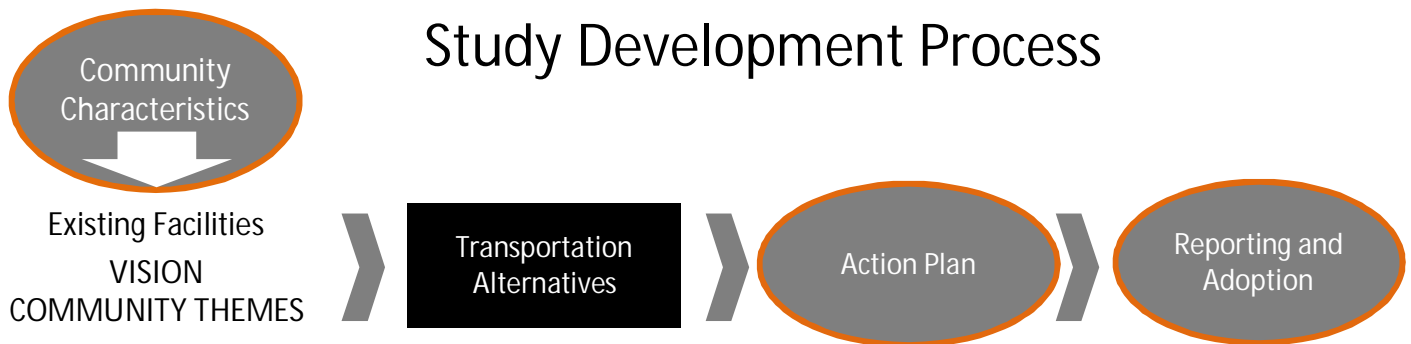 Study Development Process
Community
Characteristics
Existing Facilities
VISION
COMMUNITY THEMES
Transportation
Alternatives
Action Plan
Reporting and
Adoption